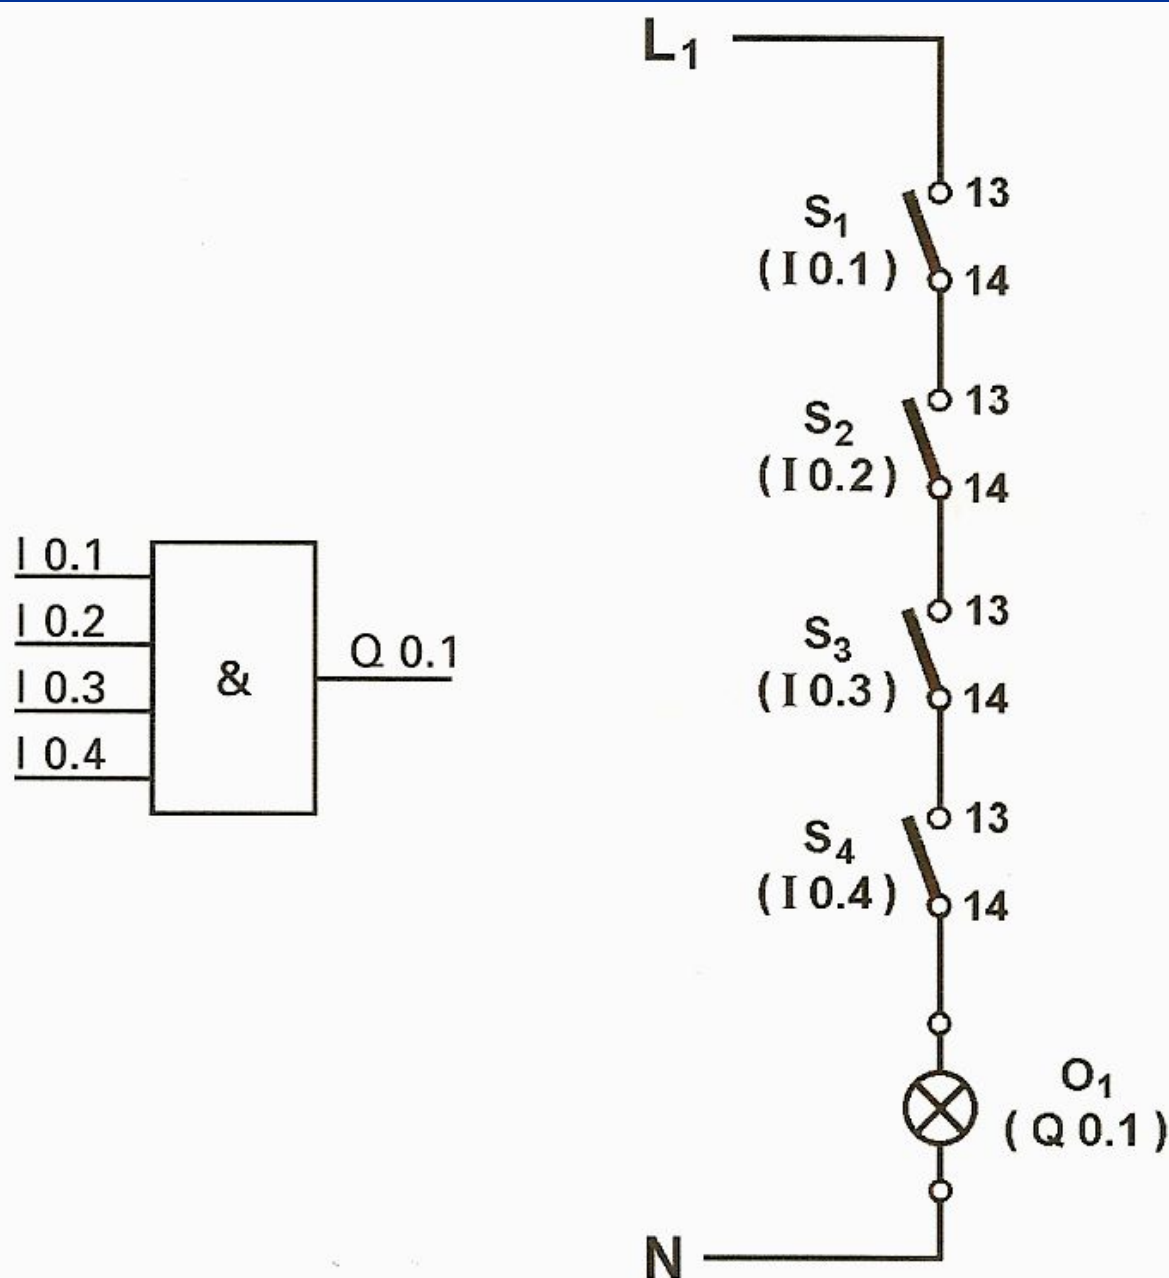 I 0.1
I 0.2
I 0.3
I 0.4
&
Q 0.1
L₁
S₁
( I 0.1 )
13
14
S₂
( I 0.2 )
13
14
S₃
( I 0.3 )
13
14
S₄
( I 0.4 )
13
14
O₁
( Q 0.1 )
N